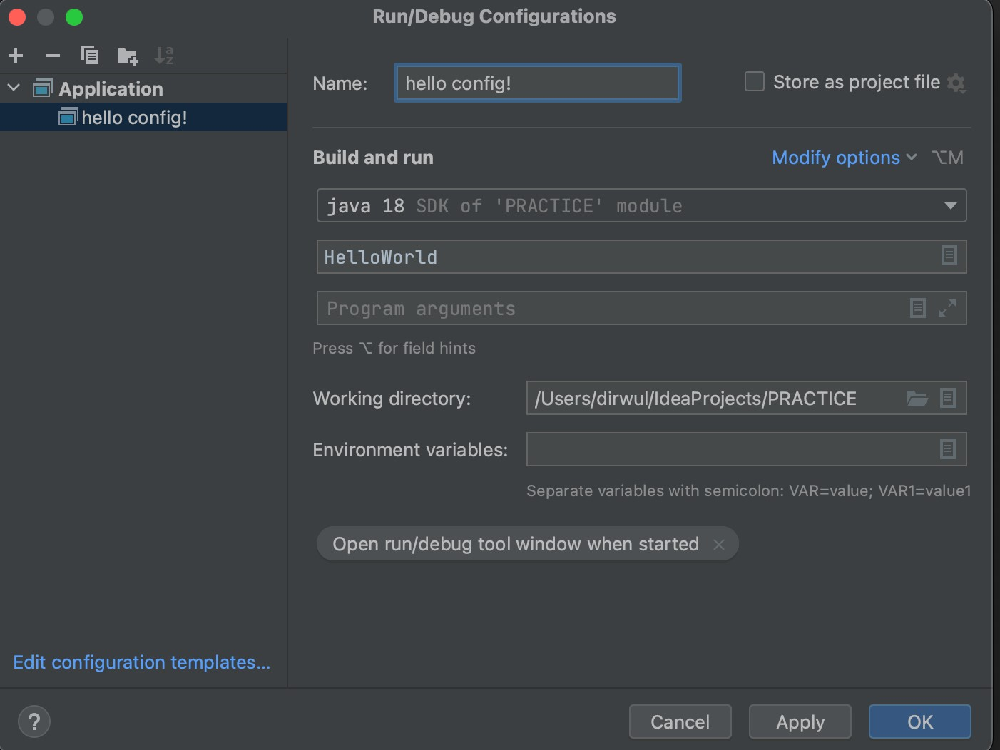 Run/Debug Configurations
Application
hello config!
Edit configuration templates...
Name: hello config!
Store as project file
Build and run
Modify options ⌥M
java 18 SDK of 'PRACTICE' module
HelloWorld
Program arguments
Press ⌥ for field hints
Working directory: /Users/dirwul/IdeaProjects/PRACTICE
Environment variables:
Separate variables with semicolon: VAR=value; VAR1=value1
Open run/debug tool window when started ×
? Cancel Apply OK